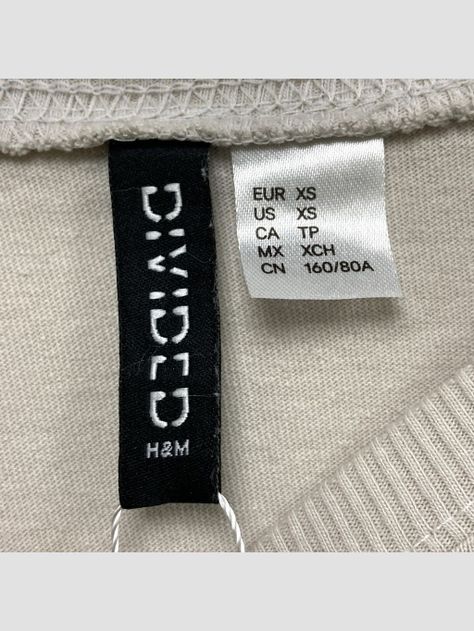 DIVIDED
H&M
EUR XS
US XS
CA TP
MX XCH
CN 160/80A